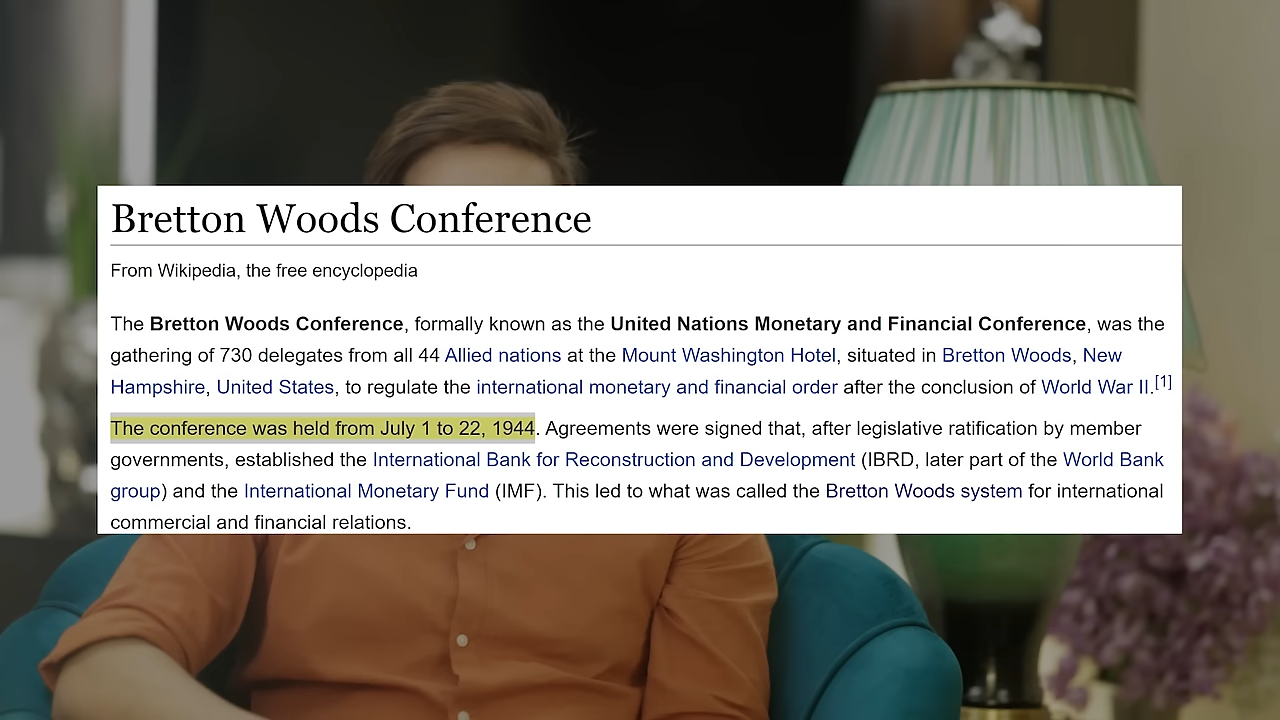 Bretton Woods Conference
From Wikipedia, the free encyclopedia
The Bretton Woods Conference, formally known as the United Nations Monetary and Financial Conference, was the
gathering of 730 delegates from all 44 Allied nations at the Mount Washington Hotel, situated in Bretton Woods, New
Hampshire, United States, to regulate the international monetary and financial order after the conclusion of World War II.[1]
The conference was held from July 1 to 22, 1944. Agreements were signed that, after legislative ratification by member
governments, established the International Bank for Reconstruction and Development (IBRD, later part of the World Bank
group) and the International Monetary Fund (IMF). This led to what was called the Bretton Woods system for international
commercial and financial relations.